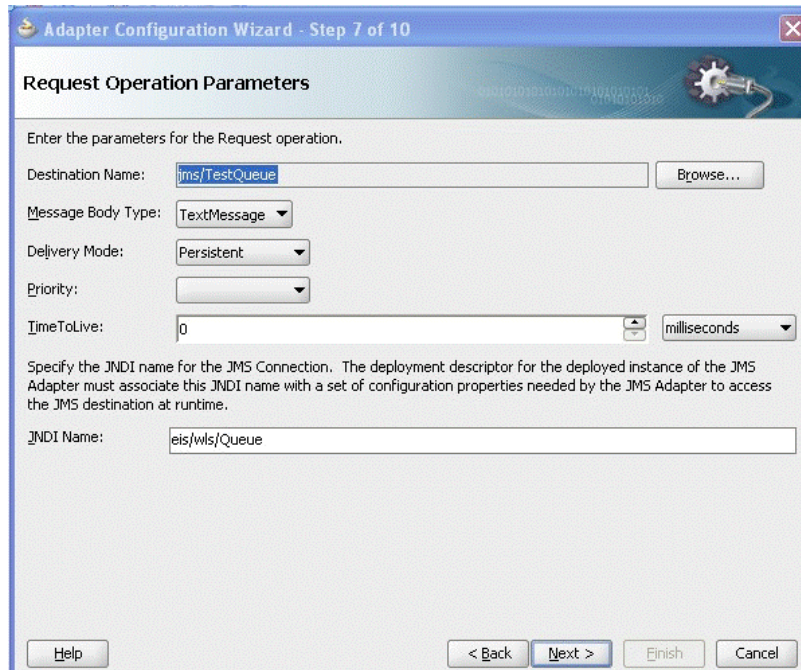 Adapter Configuration Wizard - Step 7 of 10
Request Operation Parameters
Enter the parameters for the Request operation.
Destination Name: jms/TestQueue Browse...
Message Body Type: TextMessage
Delivery Mode: Persistent
Priority:
TimeToLive: 0 milliseconds
Specify the JNDI name for the JMS Connection. The deployment descriptor for the deployed instance of the JMS
Adapter must associate this JNDI name with a set of configuration properties needed by the JMS Adapter to access
the JMS destination at runtime.
JNDI Name: eis/wls/Queue
Help < Back Next > Finish Cancel